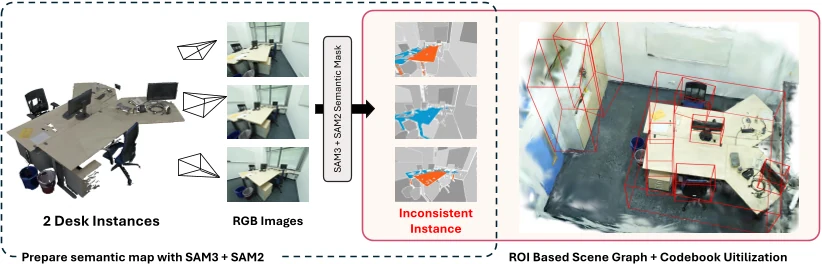 SAM3 + SAM2 Semantic Mask
2 Desk Instances
RGB Images
Inconsistent
Instance
Prepare semantic map with SAM3 + SAM2
ROI Based Scene Graph + Codebook Uitilization